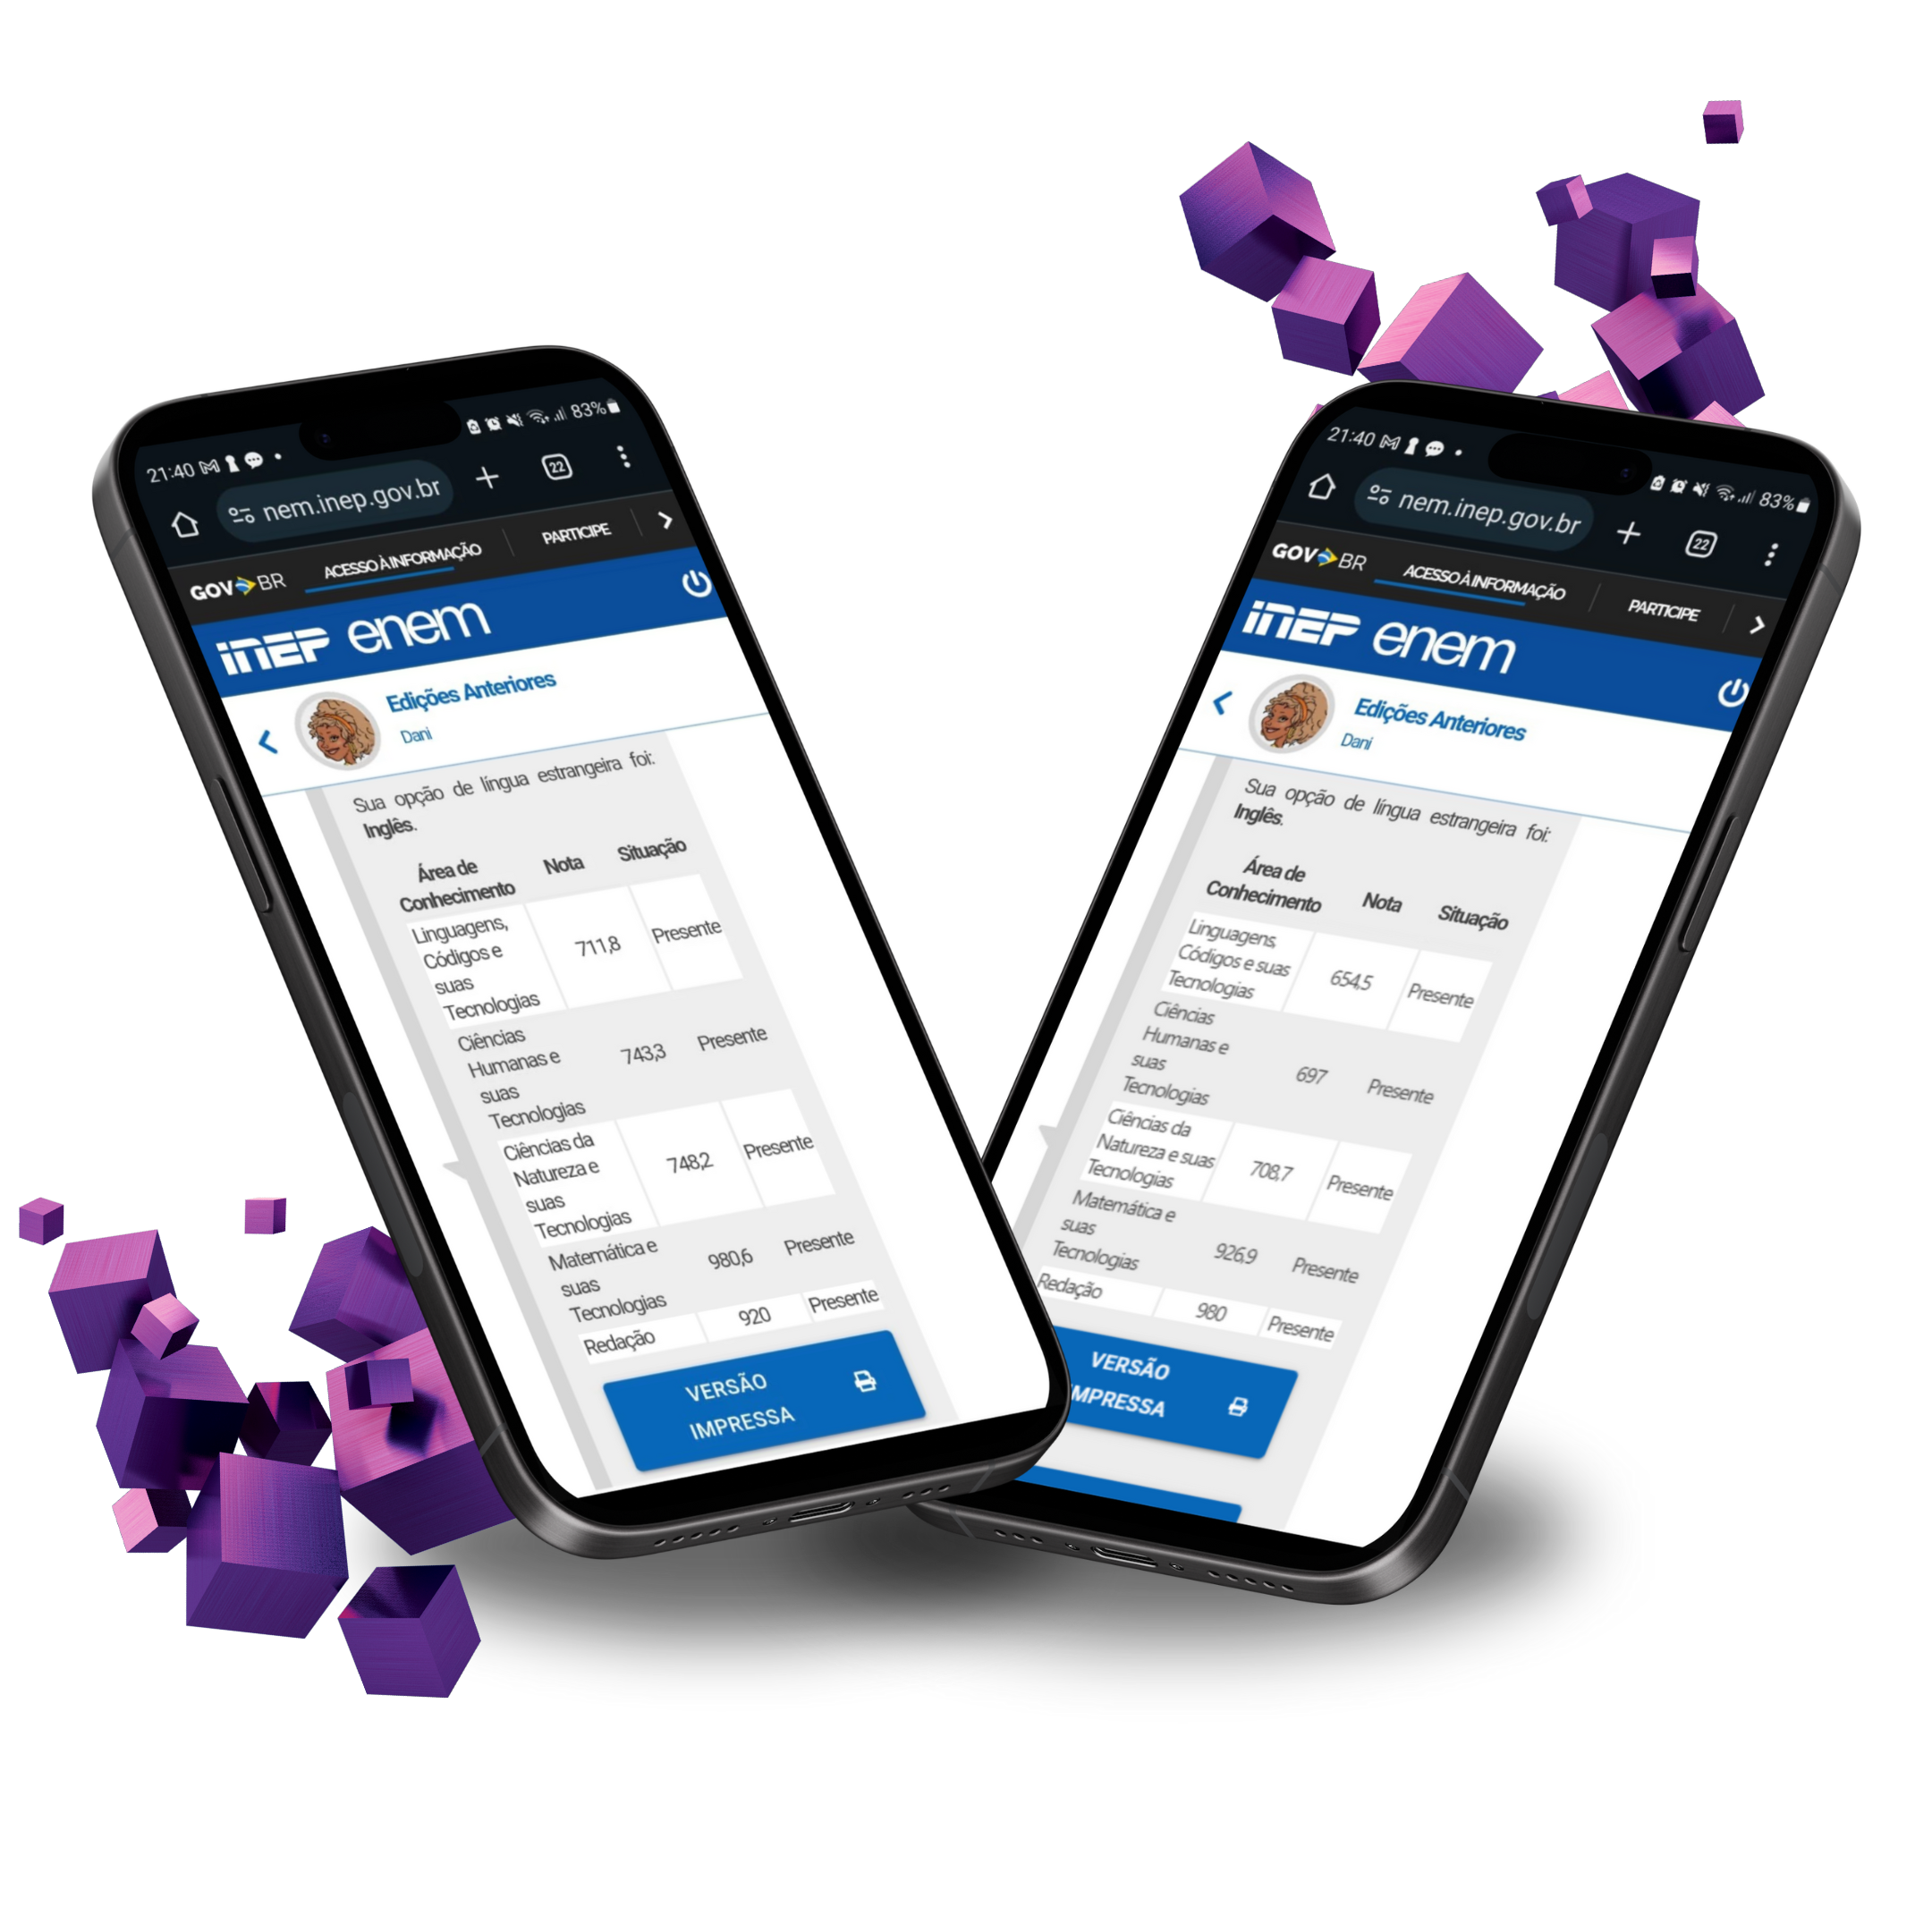 21:40
83%
nem.inep.gov.br
22
GOV BR
ACESSO À INFORMAÇÃO
PARTICIPE
inep enem
Edições Anteriores
Dani
Sua opção de língua estrangeira foi:
Inglês.
Área de
Conhecimento
Nota
Situação
Linguagens,
Códigos e
suas
Tecnologias
711,8
Presente
Ciências
Humanas e
suas
Tecnologias
743,3
Presente
Ciências da
Natureza e
suas
Tecnologias
748,2
Presente
Matemática e
suas
Tecnologias
980,6
Presente
Redação
920
Presente
VERSÃO
IMPRESSA
21:40
83%
nem.inep.gov.br
22
GOV BR
ACESSO À INFORMAÇÃO
PARTICIPE
inep enem
Edições Anteriores
Dani
Sua opção de língua estrangeira foi:
Inglês.
Área de
Conhecimento
Nota
Situação
Linguagens,
Códigos e suas
Tecnologias
654,5
Presente
Ciências
Humanas e
suas
Tecnologias
697
Presente
Ciências da
Natureza e suas
Tecnologias
708,7
Presente
Matemática e
suas
Tecnologias
926,9
Presente
Redação
980
Presente
VERSÃO
MPRESSA